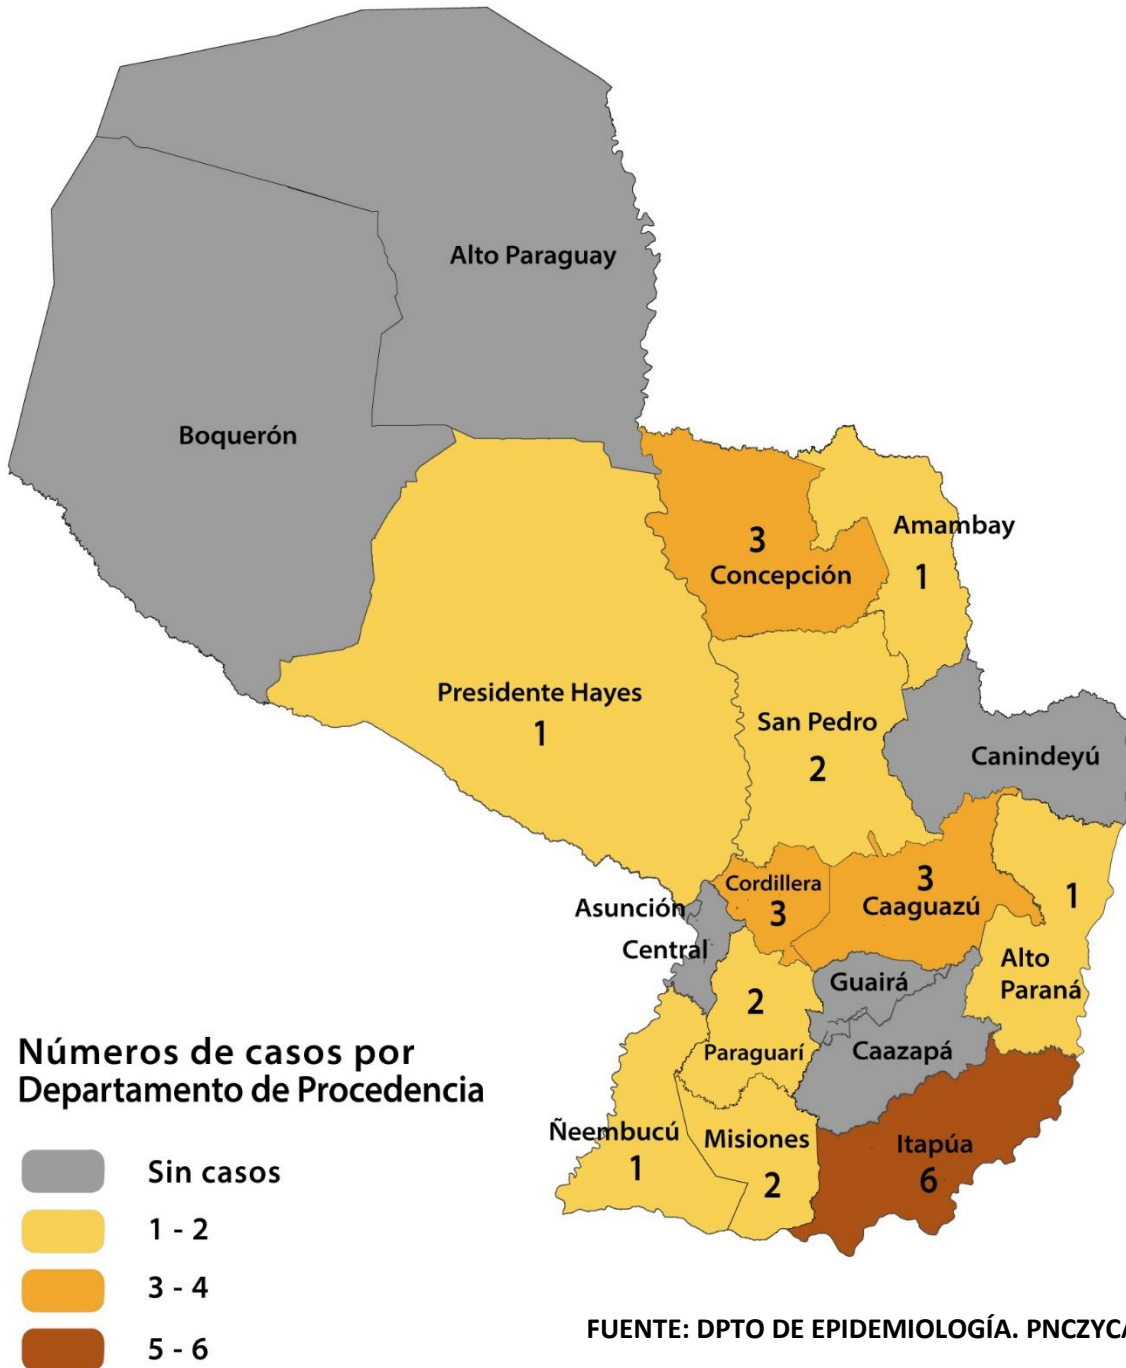 Alto Paraguay
Boquerón
Amambay
1
3
Concepción
Presidente Hayes
1
San Pedro
2
Canindeyú
Cordillera
3
3
Caaguazú
1
Alto
Paraná
Asunción
Central
Guairá
2
Paraguarí
Caazapá
Números de casos por
Departamento de Procedencia
Ñeembucú
1
Misiones
2
Itapúa
6
Sin casos
1 - 2
3 - 4
5 - 6
FUENTE: DPTO DE EPIDEMIOLOGÍA. PNCZYCA